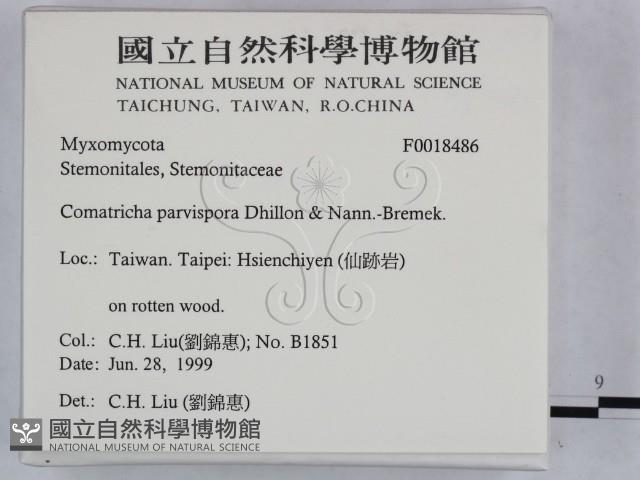 國立自然科學博物館
NATIONAL MUSEUM OF NATURAL SCIENCE
TAICHUNG, TAIWAN, R.O.CHINA
Myxomycota F0018486
Stemonitales, Stemonitaceae
Comatricha parvispora Dhillon & Nann.-Bremek.
Loc.: Taiwan. Taipei: Hsienchiyen (仙跡岩)
on rotten wood.
Col.: C.H. Liu(劉錦惠); No. B1851
Date: Jun. 28, 1999
Det.: C.H. Liu (劉錦惠)
9
國立自然科學博物館
NATIONAL MUSEUM OF NATURAL SCIENCE